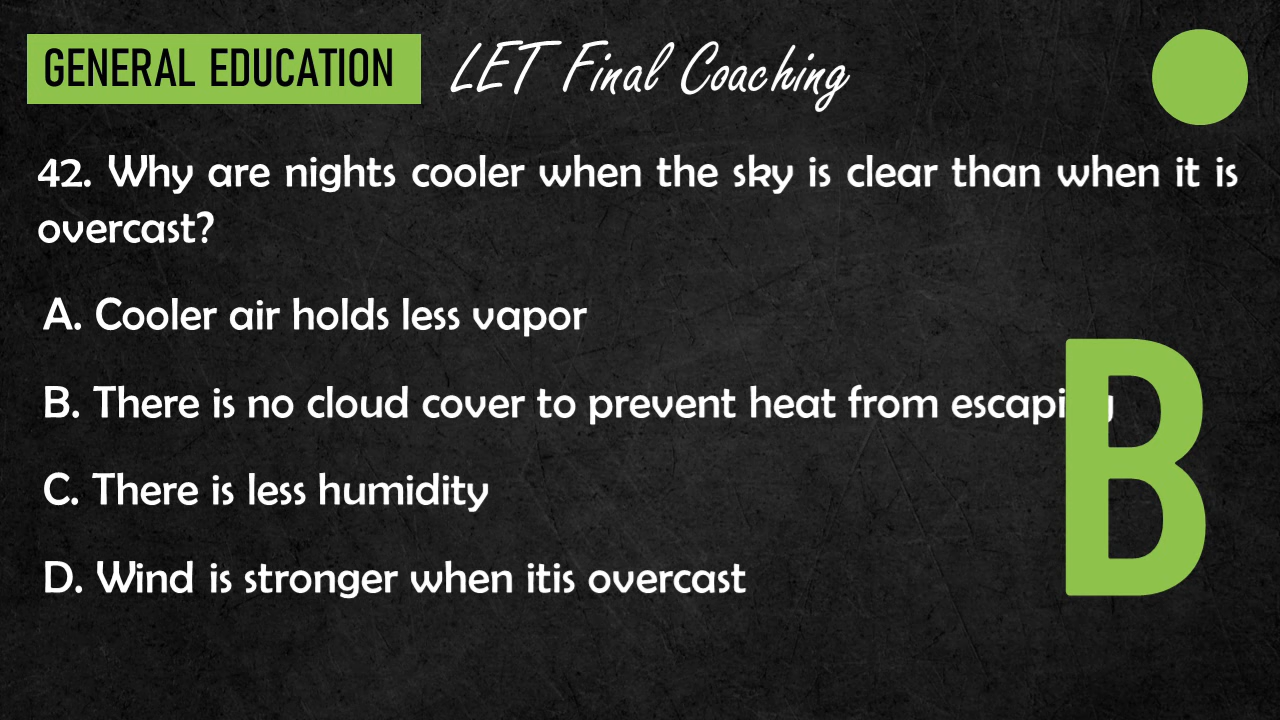 GENERAL EDUCATION LET Final Coaching
42. Why are nights cooler when the sky is clear than when it is
overcast?
A. Cooler air holds less vapor
B. There is no cloud cover to prevent heat from
C. There is less humidity
D. Wind is stronger when itis overcast
B